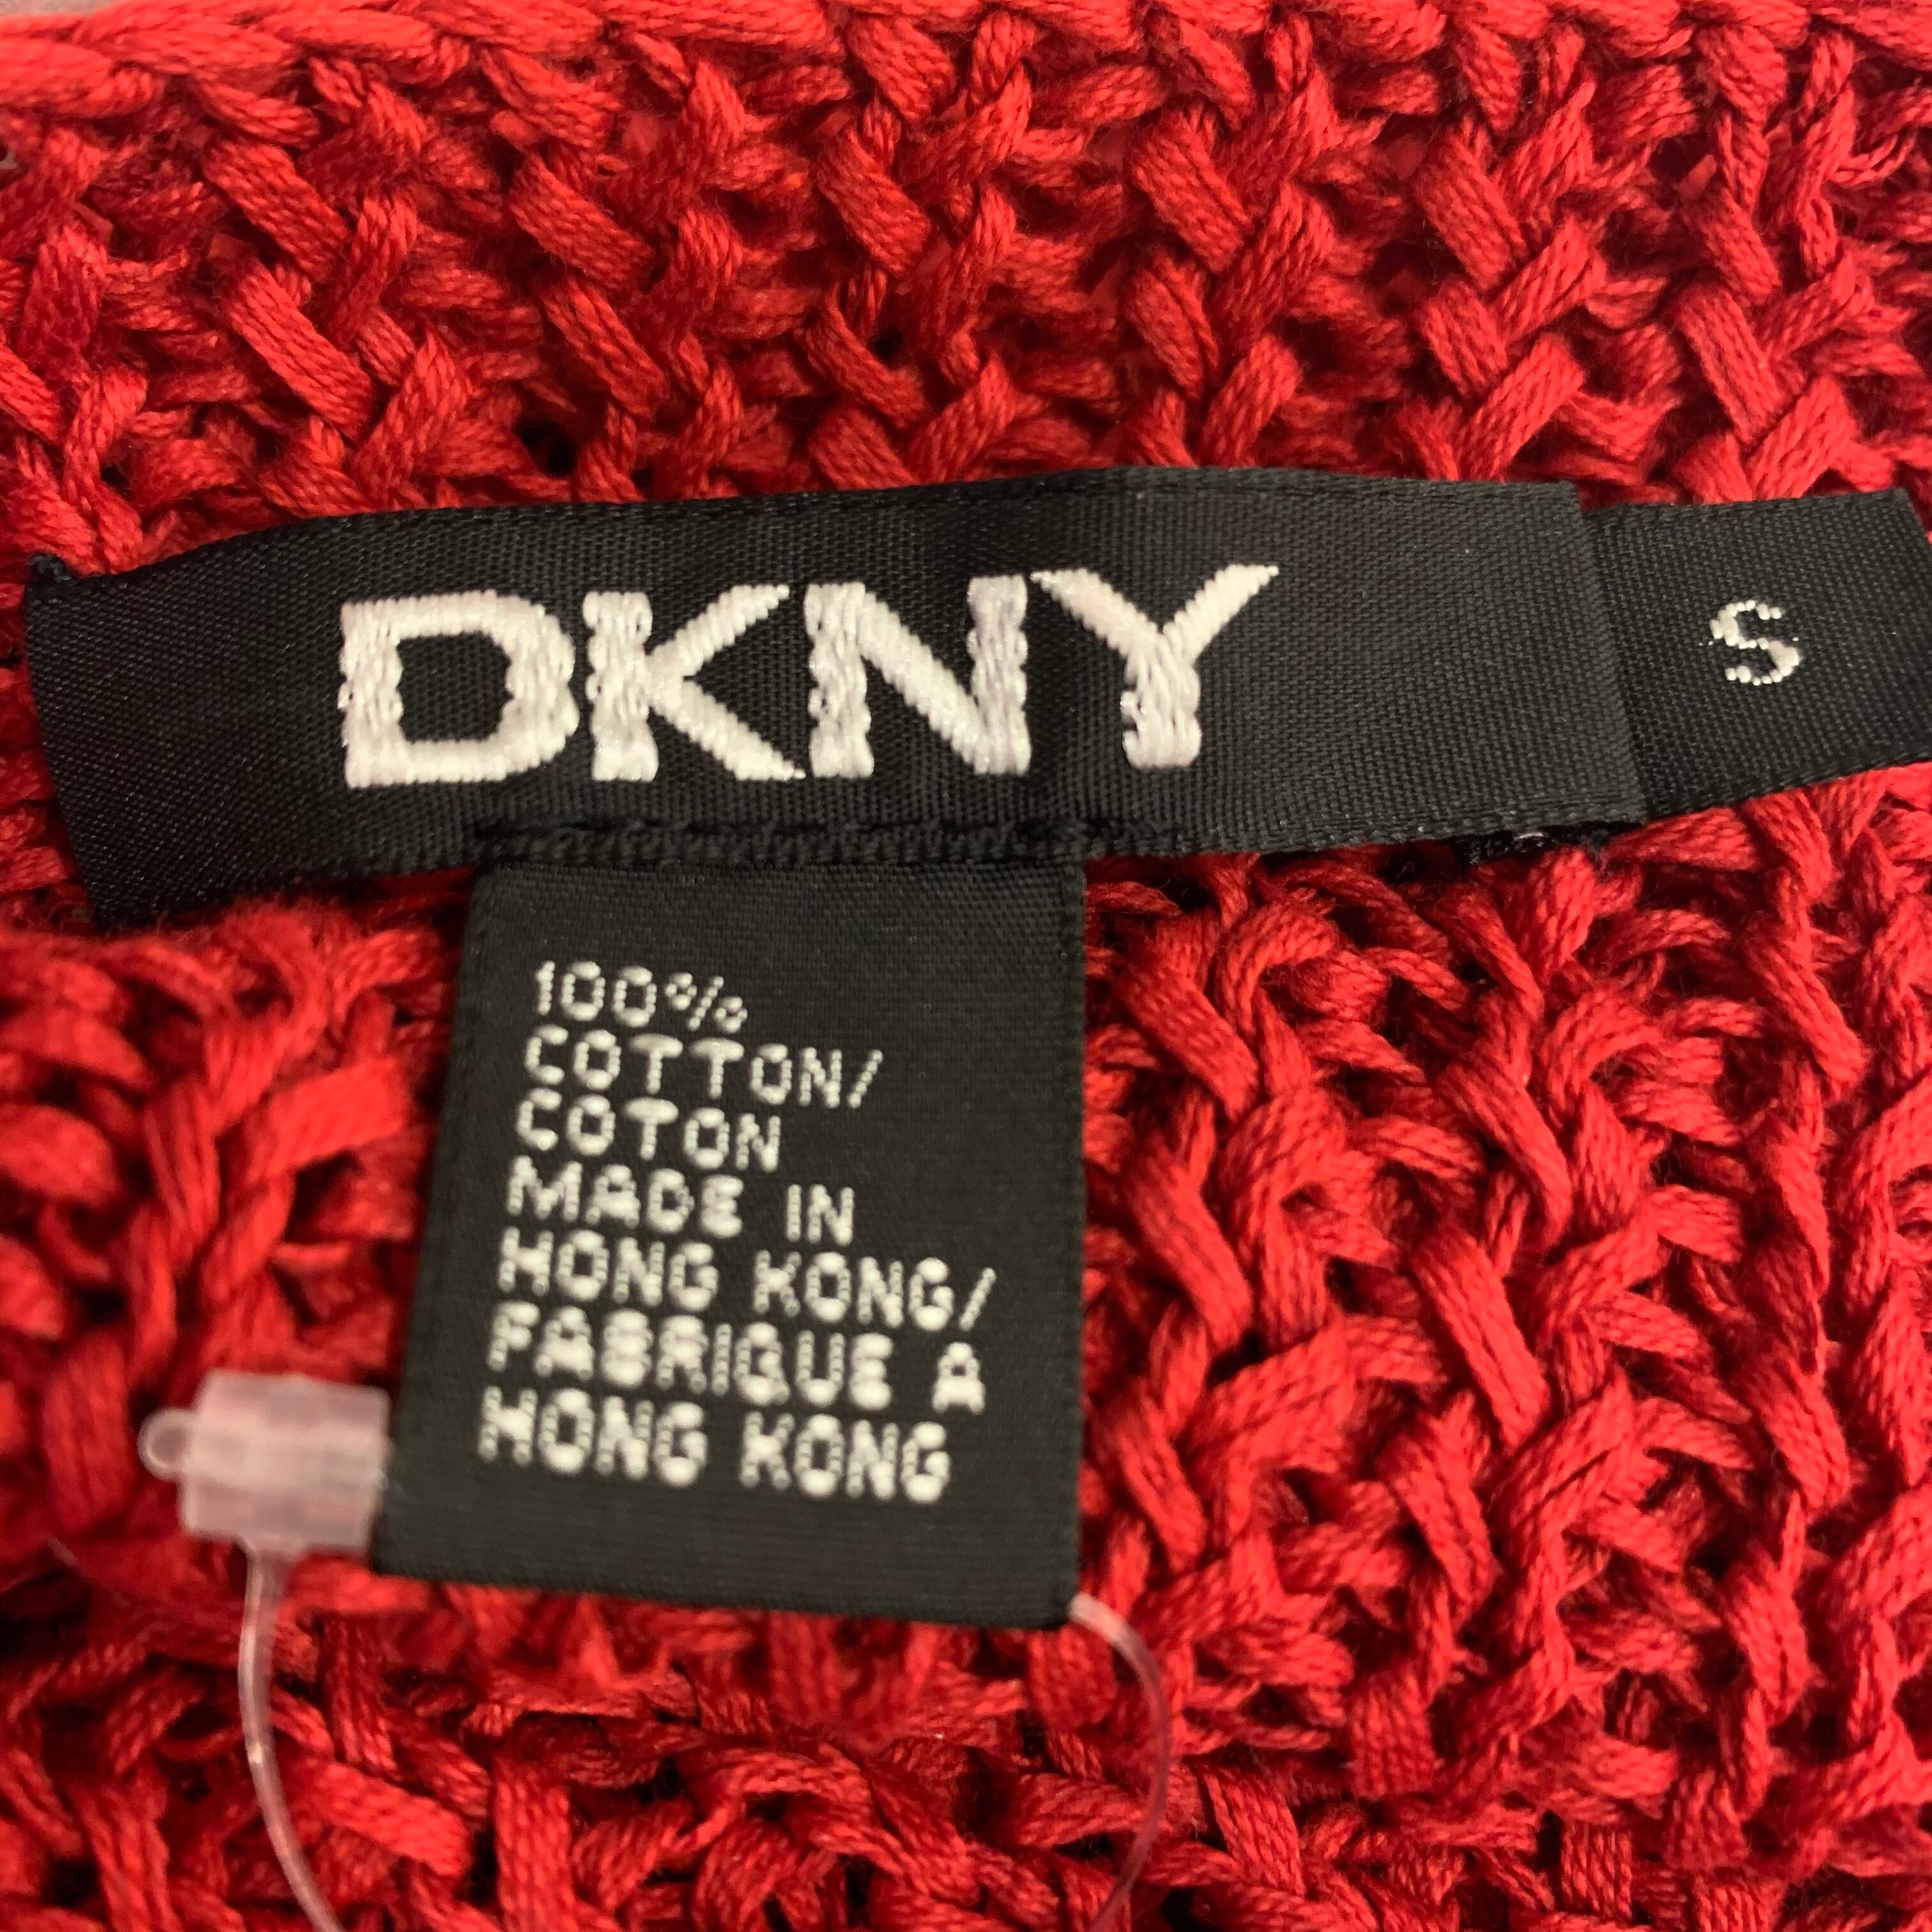 DKNY
S
100%
COTTON/
COTON
MADE IN
HONG KONG/
FABRIQUE A
HONG KONG